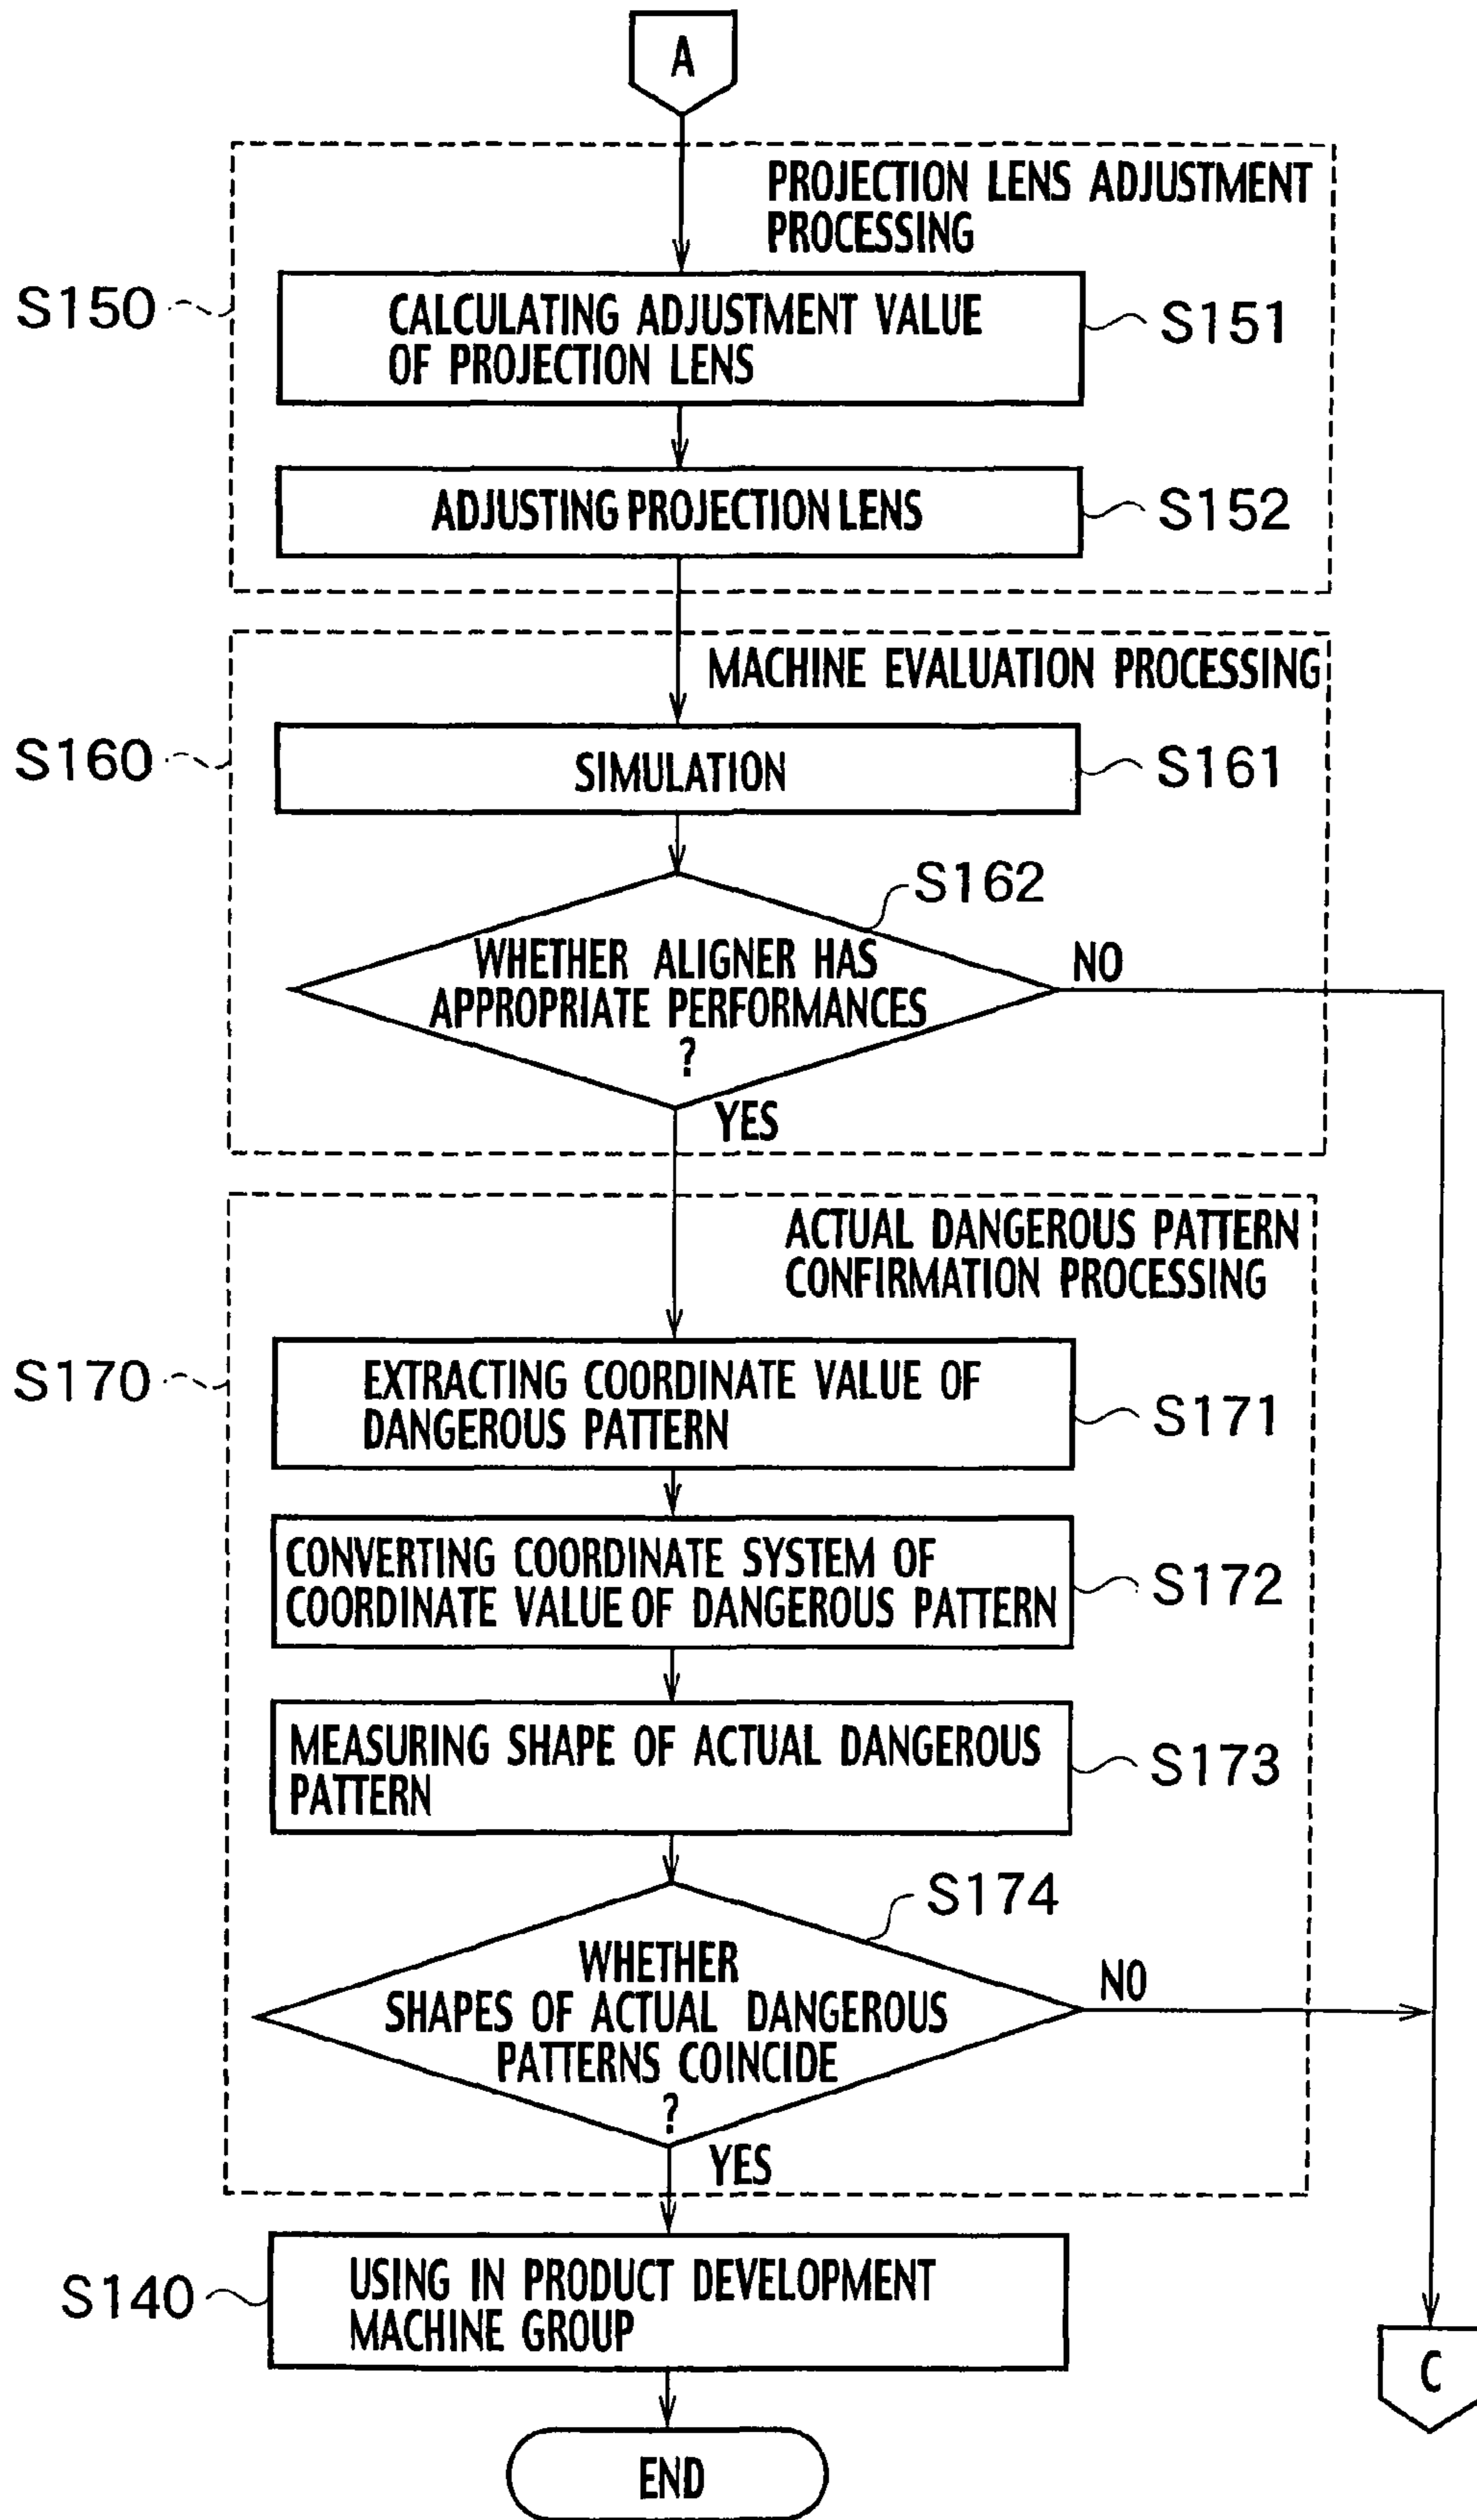 A
PROJECTION LENS ADJUSTMENT
PROCESSING
S150
CALCULATING ADJUSTMENT VALUE
OF PROJECTION LENS
S151
ADJUSTING PROJECTION LENS
S152
MACHINE EVALUATION PROCESSING
S160
SIMULATION
S161
S162
WHETHER ALIGNER HAS
APPROPRIATE PERFORMANCES
?
NO
YES
ACTUAL DANGEROUS PATTERN
CONFIRMATION PROCESSING
S170
EXTRACTING COORDINATE VALUE OF
DANGEROUS PATTERN
S171
CONVERTING COORDINATE SYSTEM OF
COORDINATE VALUE OF DANGEROUS PATTERN
S172
MEASURING SHAPE OF ACTUAL DANGEROUS
PATTERN
S173
S174
WHETHER
SHAPES OF ACTUAL DANGEROUS
PATTERNS COINCIDE
?
NO
YES
S140
USING IN PRODUCT DEVELOPMENT
MACHINE GROUP
C
END